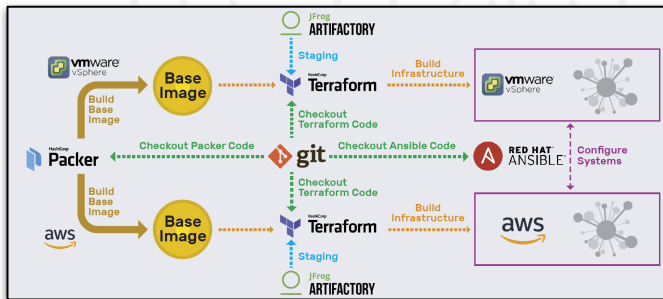 JFrog
ARTIFACTORY
vmware
vSphere
Build
Base
Image
Base
Image
Staging
HashiCorp
Terraform
Build
Infrastructure
vmware
vSphere
Checkout
Terraform Code
HashiCorp
Packer
Checkout Packer Code
git
Checkout Ansible Code
RED HAT
ANSIBLE
Configure
Systems
Checkout
Terraform Code
Build
Base
Image
aws
Base
Image
HashiCorp
Terraform
Build
Infrastructure
aws
Staging
JFrog
ARTIFACTORY